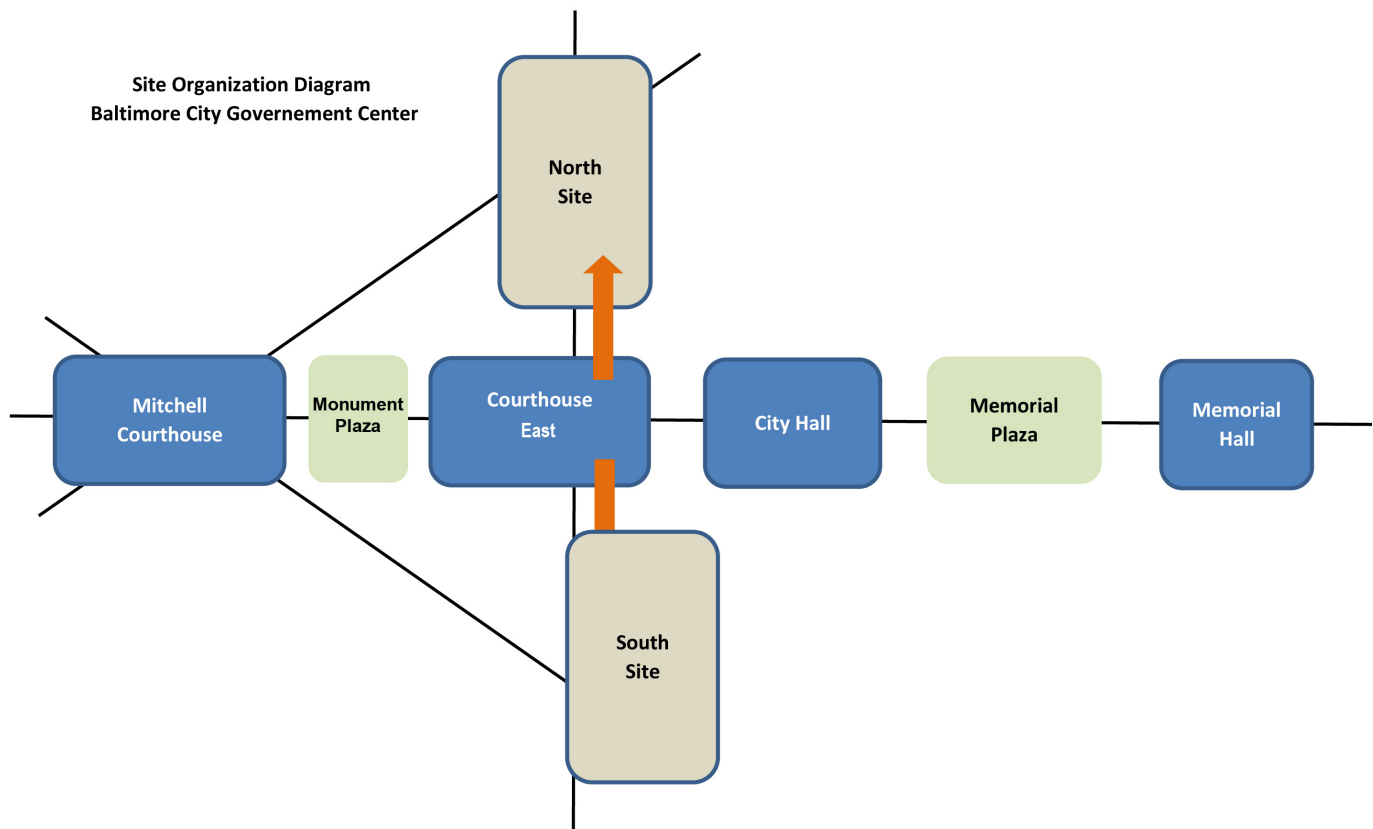 Site Organization Diagram
Baltimore City Governement Center
North
Site
Mitchell
Courthouse
Monument
Plaza
Courthouse
East
City Hall
Memorial
Plaza
Memorial
Hall
South
Site